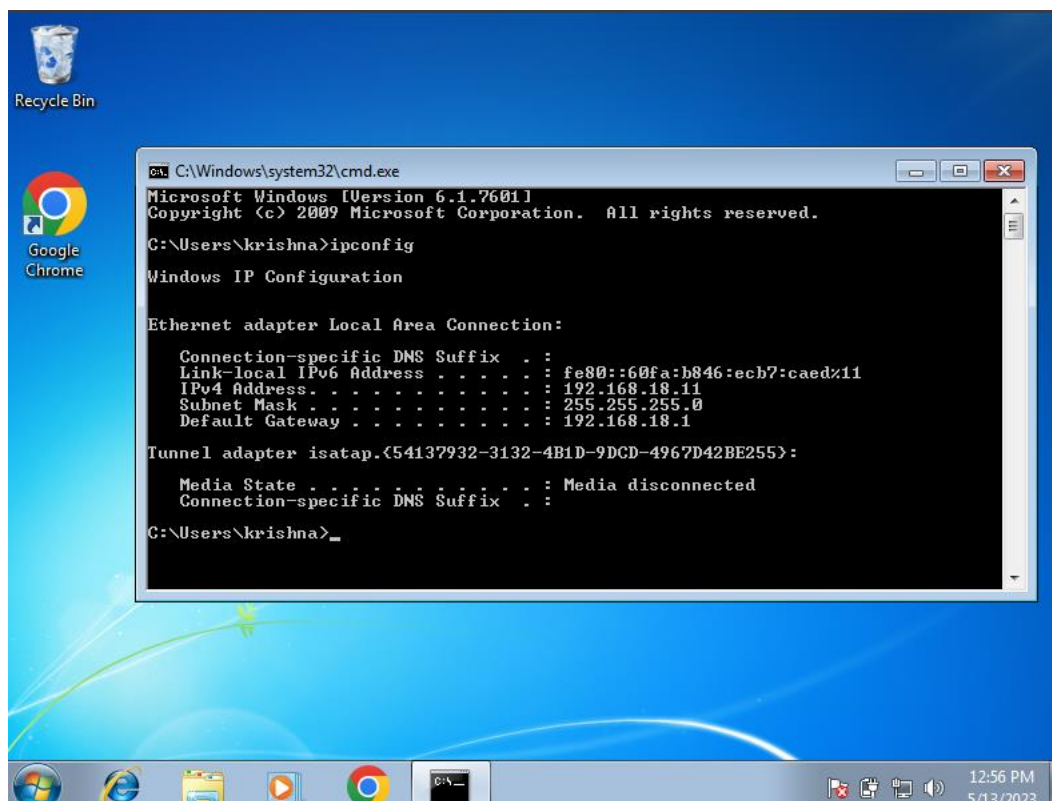 Recycle Bin
Google
Chrome
C:\Windows\system32\cmd.exe
Microsoft Windows [Version 6.1.7601]
Copyright (c) 2009 Microsoft Corporation.  All rights reserved.
C:\Users\krishna>ipconfig
Windows IP Configuration
Ethernet adapter Local Area Connection:
   Connection-specific DNS Suffix  . :
   Link-local IPv6 Address . . . . . : fe80::60fa:b846:ecb7:caed%11
   IPv4 Address. . . . . . . . . . . : 192.168.18.11
   Subnet Mask . . . . . . . . . . . : 255.255.255.0
   Default Gateway . . . . . . . . . : 192.168.18.1
Tunnel adapter isatap.{54137932-3132-4B1D-9DCD-4967D42BE255}:
   Media State . . . . . . . . . . . : Media disconnected
   Connection-specific DNS Suffix  . :
C:\Users\krishna>_
12:56 PM
5/13/2023